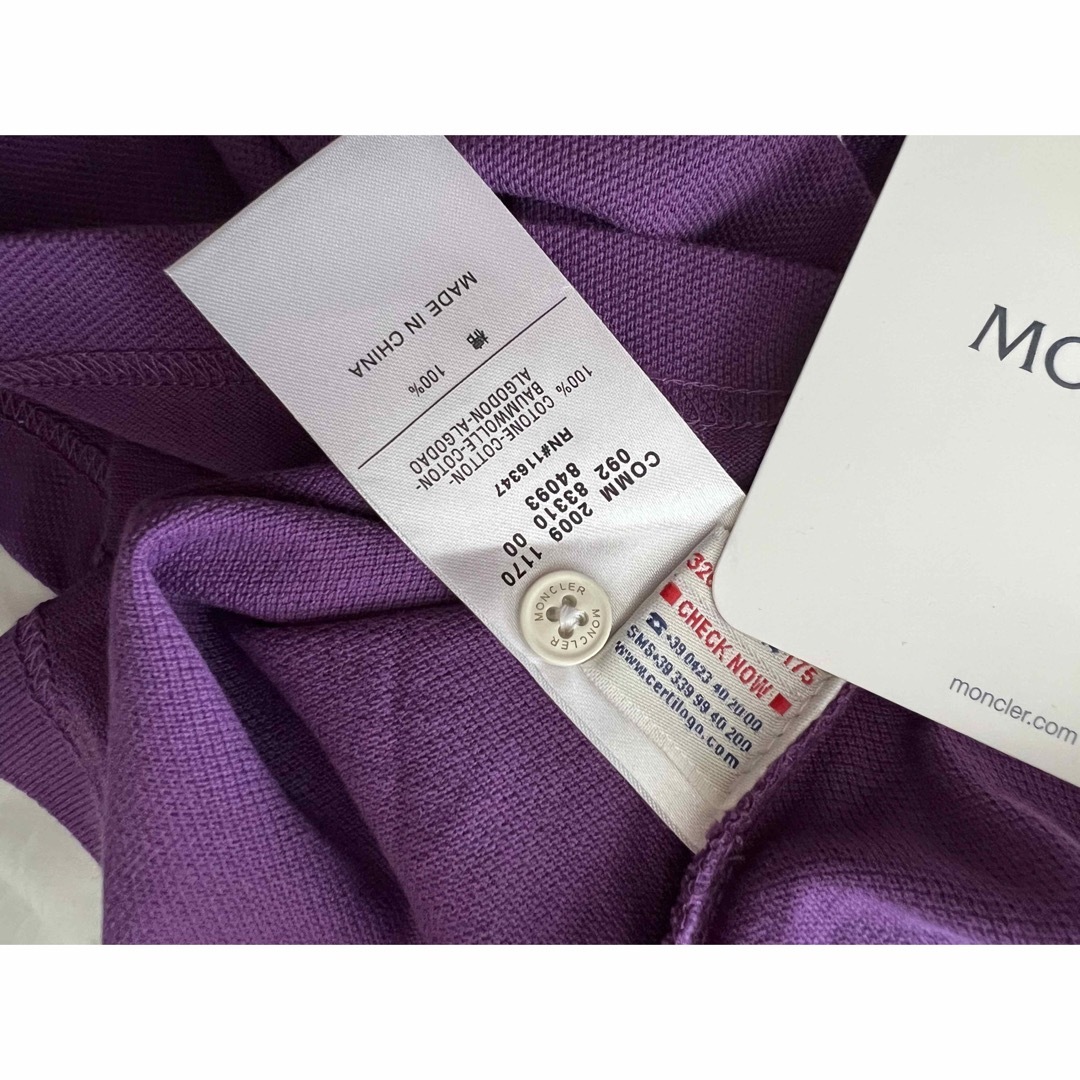 COMM 2009 1170
092 83310 00
84093
RN#116347
100% COTONE-COTTON-
BAUMWOLLE-COTON-
ALGODON-ALGODAO
100% 棉
MADE IN CHINA
MONCLER MONCLER
175
CHECK NOW
+39 0423 40.20.00
SMS+39 339 99.40.200
www.certilogo.com
moncler.com